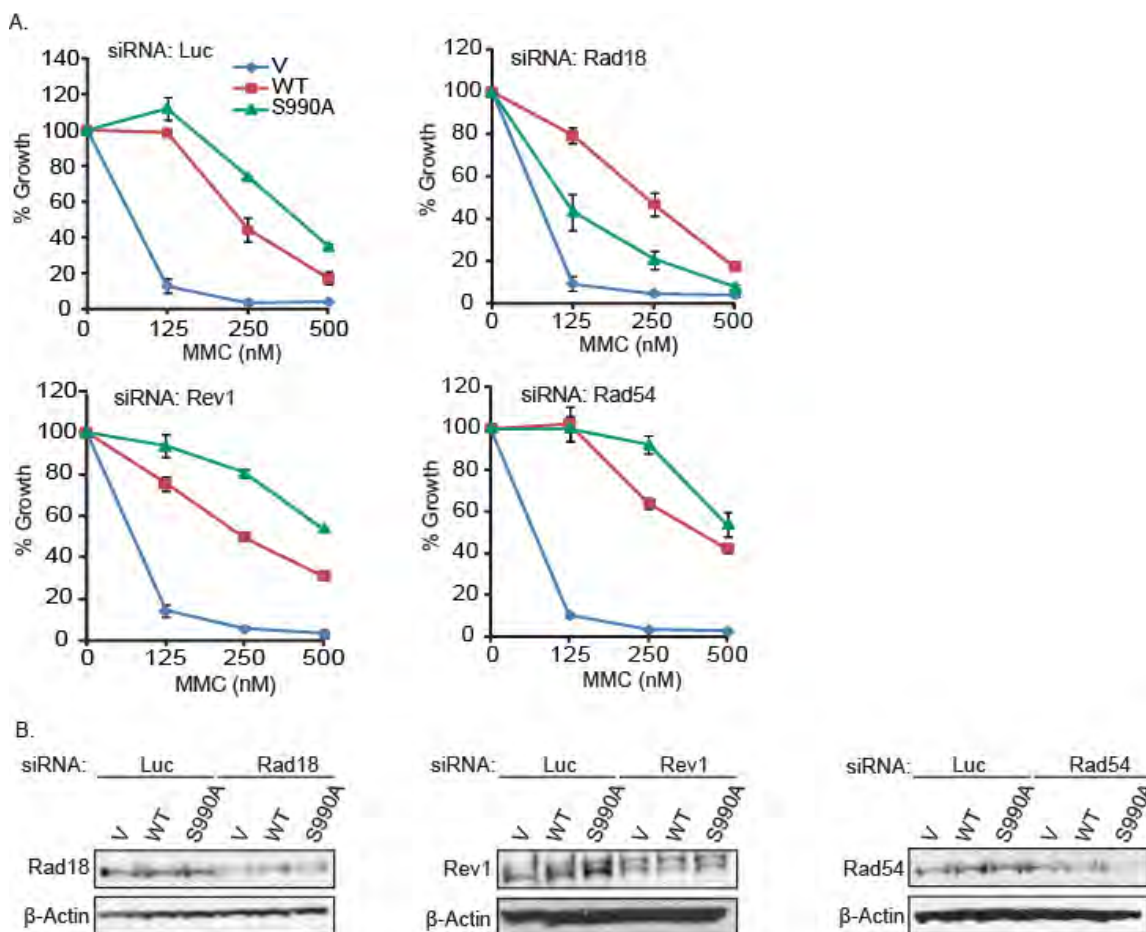 A.
siRNA: Luc
V
WT
S990A
140
120
100
80
60
40
20
0
% Growth
0 125 250 500
MMC (nM)
siRNA: Rad18
120
100
80
60
40
20
0
% Growth
0 125 250 500
MMC (nM)
siRNA: Rev1
120
100
80
60
40
20
0
% Growth
0 125 250 500
MMC (nM)
siRNA: Rad54
120
100
80
60
40
20
0
% Growth
0 125 250 500
MMC (nM)
B.
siRNA: Luc Rad18
V WT S990A V WT S990A
Rad18
β-Actin
siRNA: Luc Rev1
V WT S990A V WT S990A
Rev1
β-Actin
siRNA: Luc Rad54
V WT S990A V WT S990A
Rad54
β-Actin